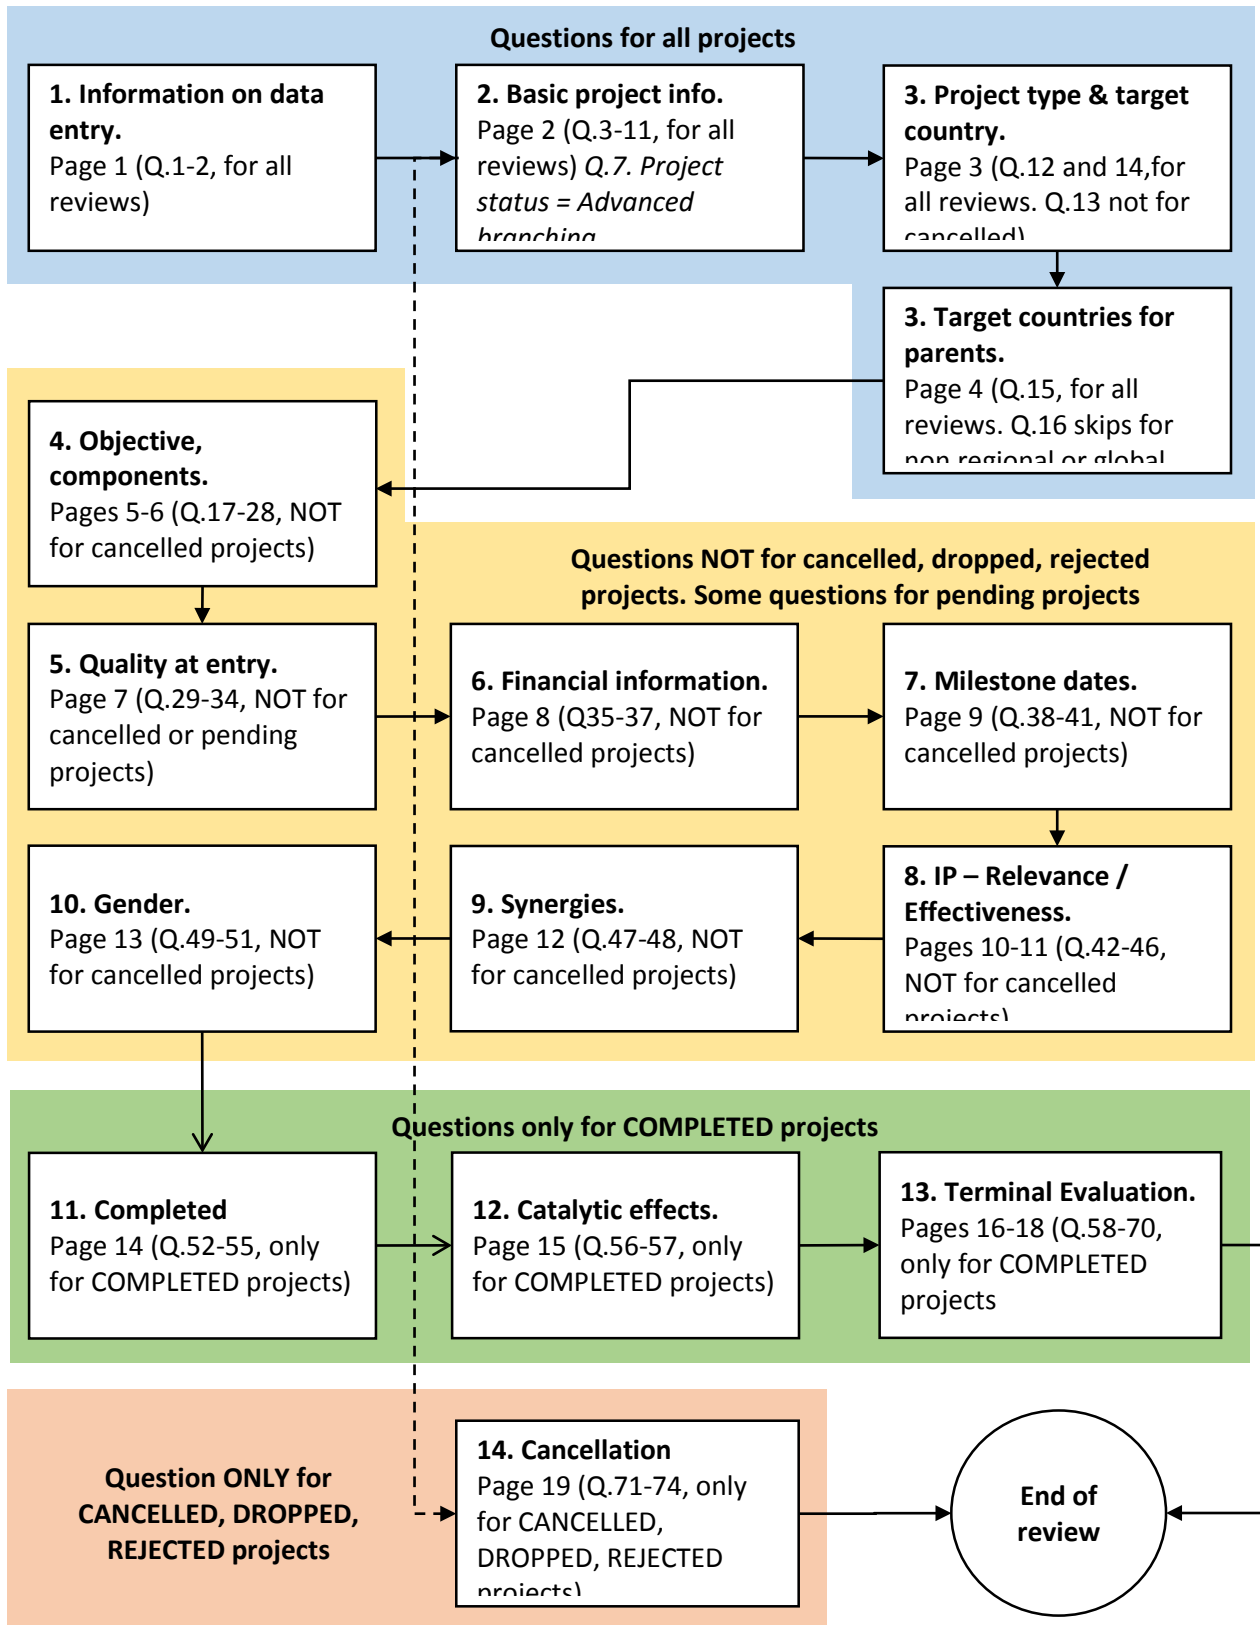 Questions for all projects
1. Information on data
entry.
Page 1 (Q.1-2, for all
reviews)
2. Basic project info.
Page 2 (Q.3-11, for all
reviews) Q.7. Project
status = Advanced
branching
3. Project type & target
country.
Page 3 (Q.12 and 14,for
all reviews. Q.13 not for
cancelled)
3. Target countries for
parents.
Page 4 (Q.15, for all
reviews. Q.16 skips for
non regional or global
4. Objective,
components.
Pages 5-6 (Q.17-28, NOT
for cancelled projects)
Questions NOT for cancelled, dropped, rejected
projects. Some questions for pending projects
5. Quality at entry.
Page 7 (Q.29-34, NOT for
cancelled or pending
projects)
6. Financial information.
Page 8 (Q35-37, NOT for
cancelled projects)
7. Milestone dates.
Page 9 (Q.38-41, NOT for
cancelled projects)
8. IP – Relevance /
Effectiveness.
Pages 10-11 (Q.42-46,
NOT for cancelled
projects)
9. Synergies.
Page 12 (Q.47-48, NOT
for cancelled projects)
10. Gender.
Page 13 (Q.49-51, NOT
for cancelled projects)
Questions only for COMPLETED projects
11. Completed
Page 14 (Q.52-55, only
for COMPLETED projects)
12. Catalytic effects.
Page 15 (Q.56-57, only
for COMPLETED projects)
13. Terminal Evaluation.
Pages 16-18 (Q.58-70,
only for COMPLETED
projects
Question ONLY for
CANCELLED, DROPPED,
REJECTED projects
14. Cancellation
Page 19 (Q.71-74, only
for CANCELLED,
DROPPED, REJECTED
projects)
End of
review